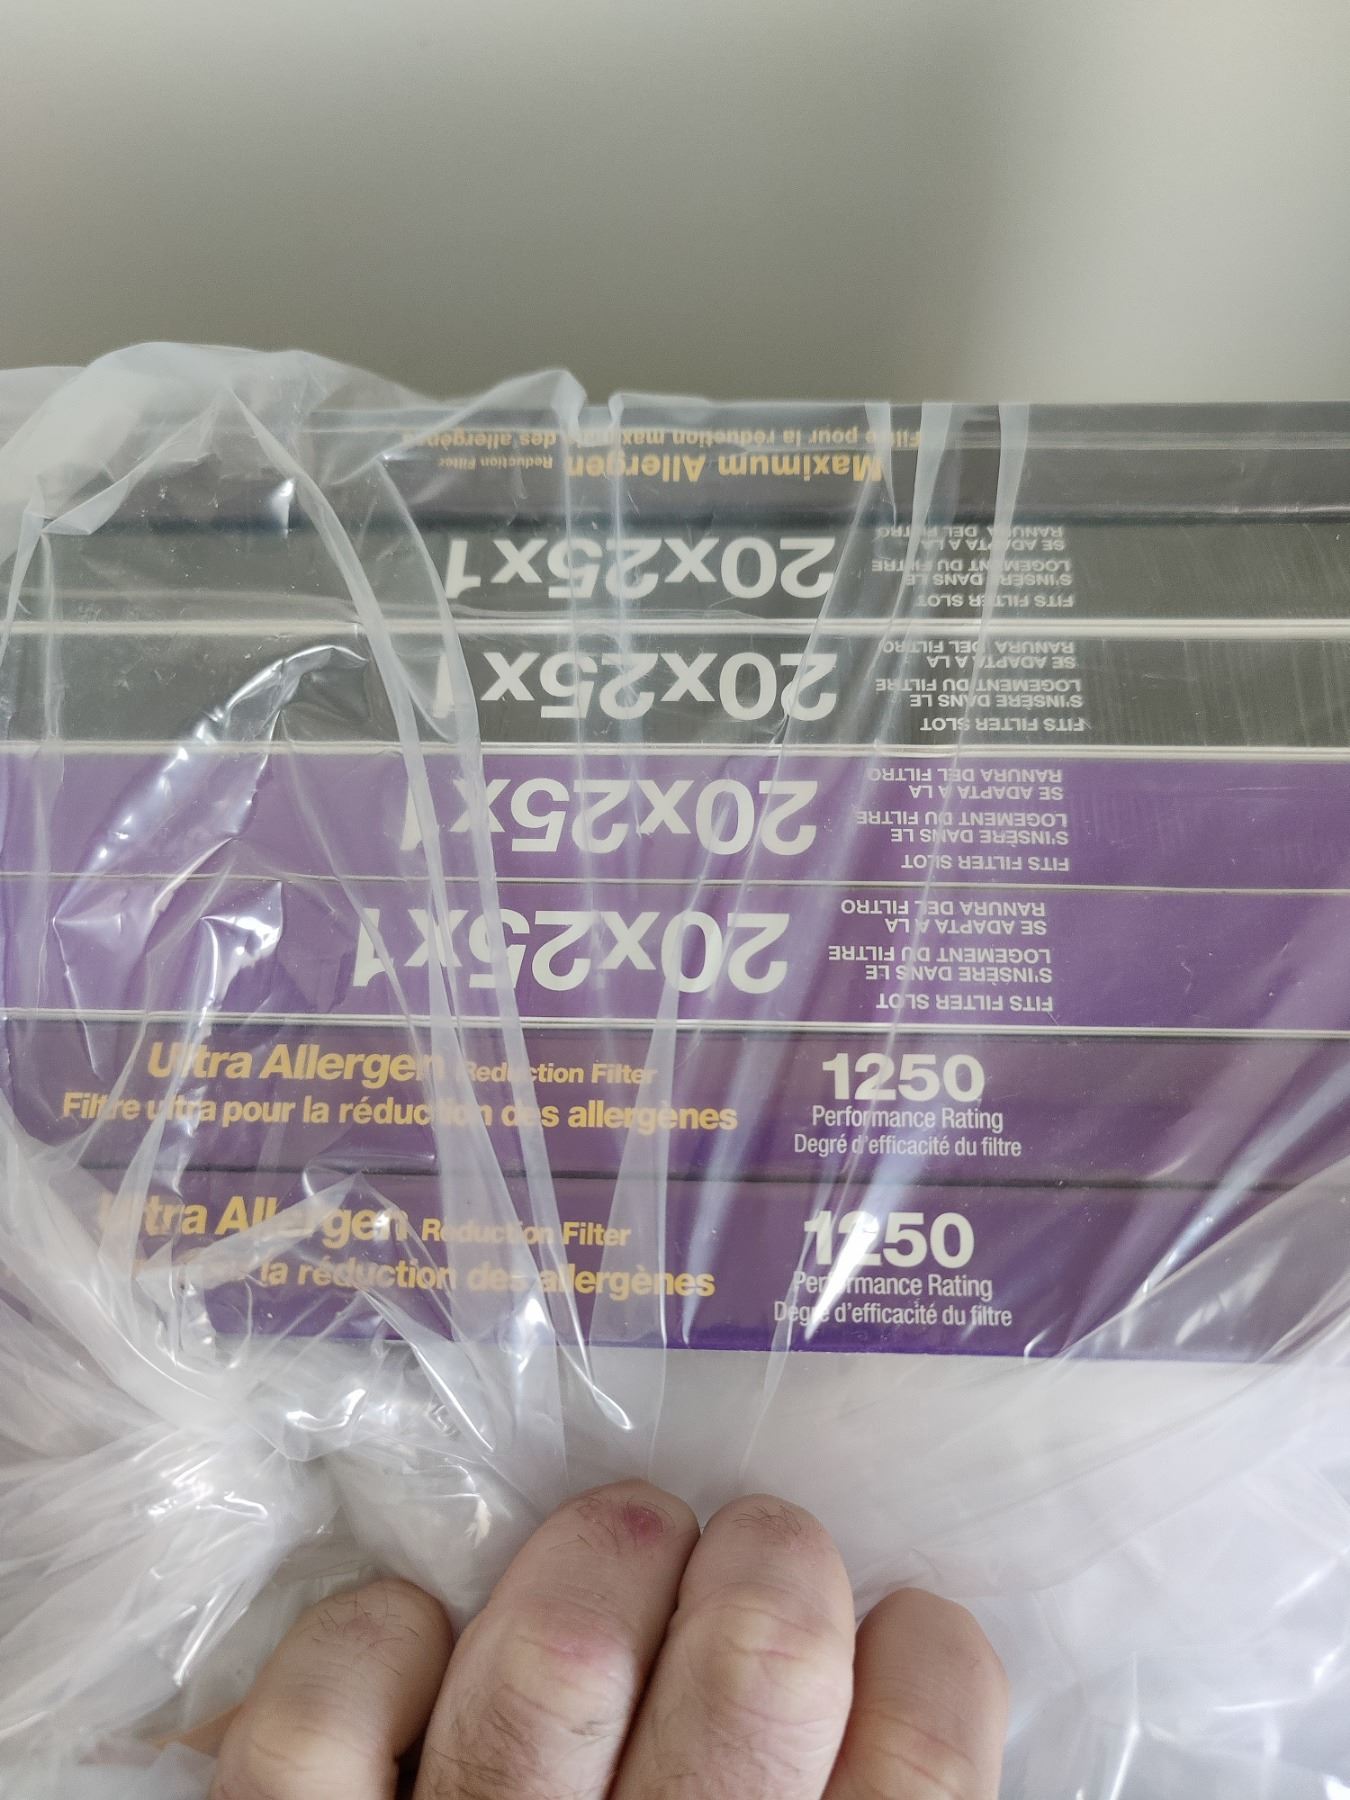 Filtre pour la réduction maximale des allergènes
Maximum Allergen Reduction Filter
20x25x1
FITS FILTER SLOT
S'INSÈRE DANS LE
LOGEMENT DU FILTRE
SE ADAPTA A LA
RANURA DEL FILTRO
20x25x1
FITS FILTER SLOT
S'INSÈRE DANS LE
LOGEMENT DU FILTRE
SE ADAPTA A LA
RANURA DEL FILTRO
20x25x1
FITS FILTER SLOT
S'INSÈRE DANS LE
LOGEMENT DU FILTRE
SE ADAPTA A LA
RANURA DEL FILTRO
20x25x1
FITS FILTER SLOT
S'INSÈRE DANS LE
LOGEMENT DU FILTRE
SE ADAPTA A LA
RANURA DEL FILTRO
Ultra Allergen Reduction Filter
Filtre ultra pour la réduction des allergènes
1250
Performance Rating
Degré d'efficacité du filtre
Ultra Allergen Reduction Filter
la réduction des allergènes
1250
Performance Rating
Degré d'efficacité du filtre